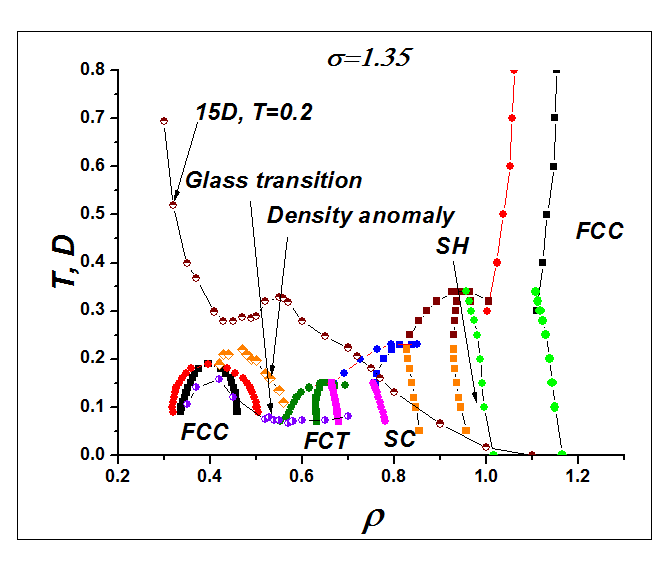 σ=1.35
0.8
0.7
0.6
0.5
0.4
0.3
0.2
0.1
0.0
T, D
15D, T=0.2
Glass transition
Density anomaly
SH
FCC
FCC
FCT
SC
0.2 0.4 0.6 0.8 1.0 1.2
ρ